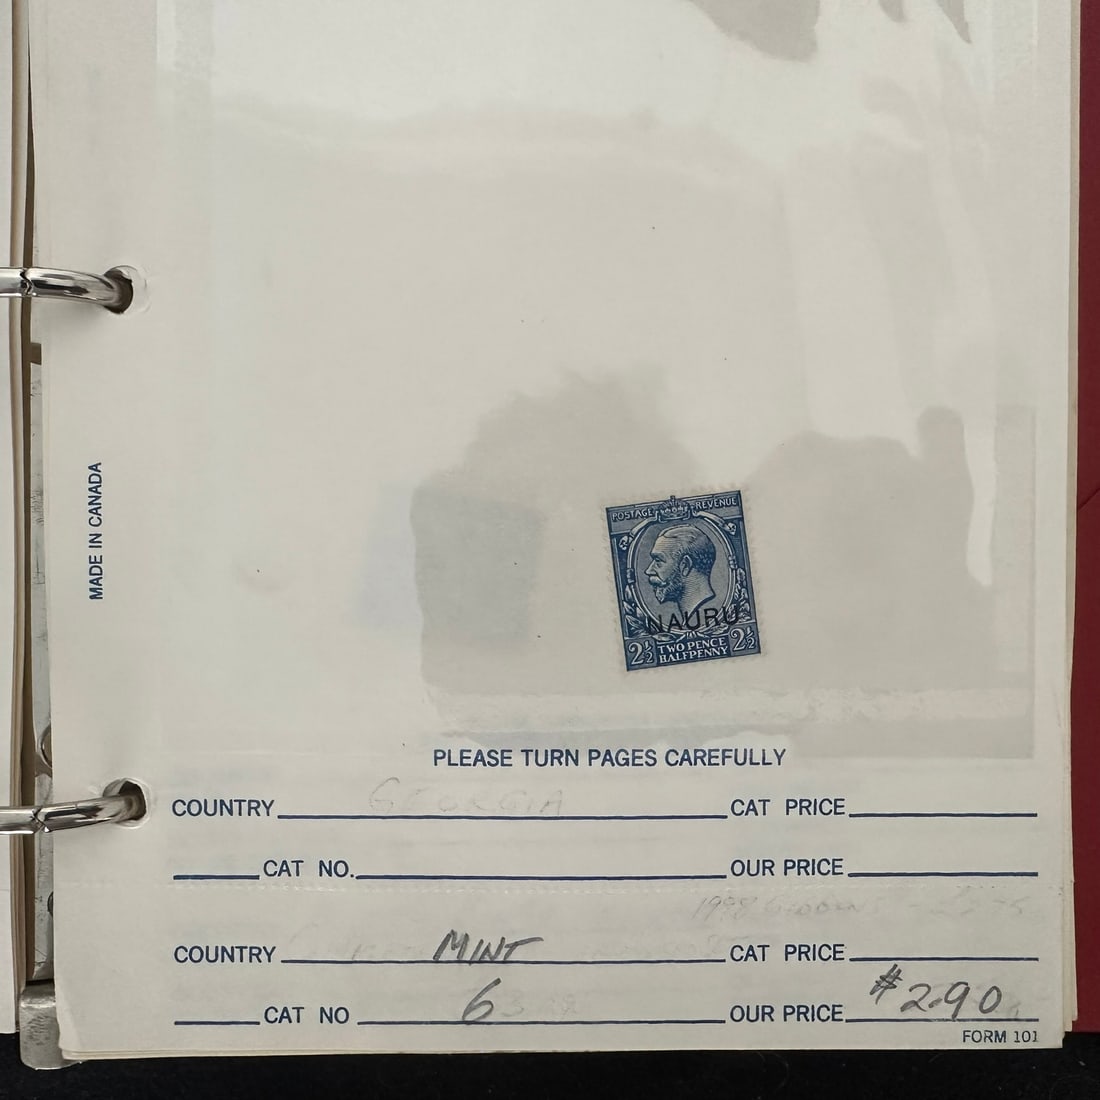 POSTAGE REVENUE
NAURU
2½ TWO PENCE HALFPENNY 2½
MADE IN CANADA
PLEASE TURN PAGES CAREFULLY
COUNTRY GEORGIA CAT PRICE
CAT NO. OUR PRICE
1998
COUNTRY MINT CAT PRICE
CAT NO 6 OUR PRICE $2.90
FORM 101